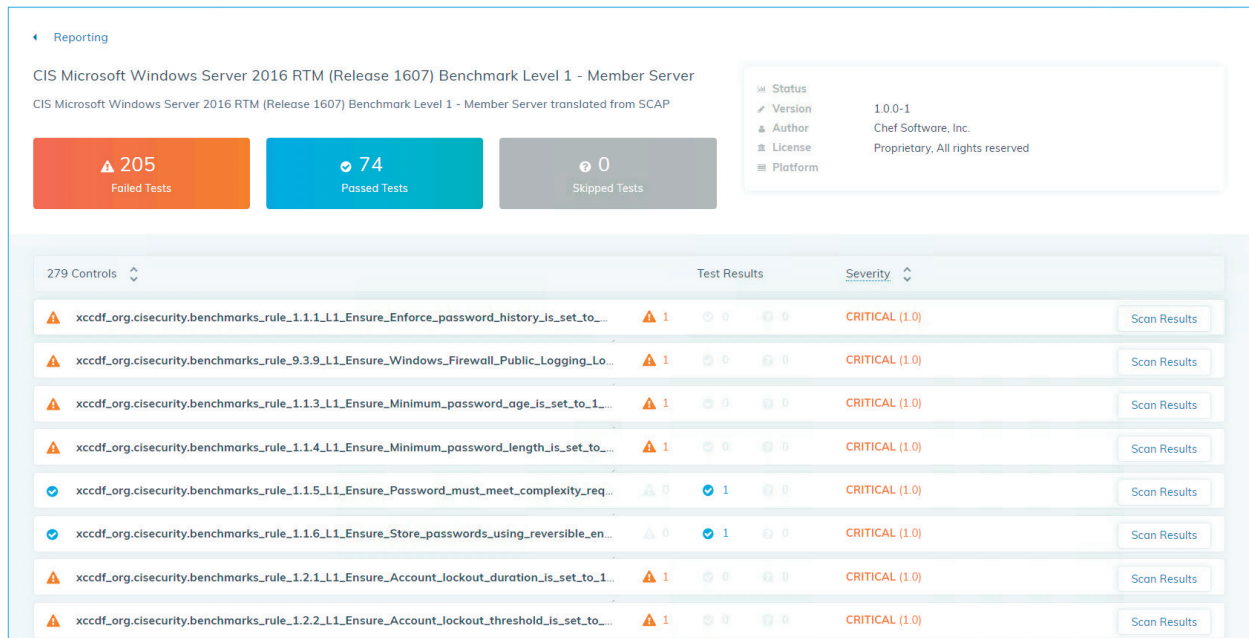 Reporting
CIS Microsoft Windows Server 2016 RTM (Release 1607) Benchmark Level 1 - Member Server
CIS Microsoft Windows Server 2016 RTM (Release 1607) Benchmark Level 1 - Member Server translated from SCAP
205
Failed Tests
74
Passed Tests
0
Skipped Tests
Status
Version 1.0.0-1
Author Chef Software, Inc.
License Proprietary, All rights reserved
Platform
279 Controls Test Results Severity
xccdf_org.cisecurity.benchmarks_rule_1.1.1_L1_Ensure_Enforce_password_history_is_set_to_... 1 0 0 CRITICAL (1.0) Scan Results
xccdf_org.cisecurity.benchmarks_rule_9.3.9_L1_Ensure_Windows_Firewall_Public_Logging_Lo... 1 0 0 CRITICAL (1.0) Scan Results
xccdf_org.cisecurity.benchmarks_rule_1.1.3_L1_Ensure_Minimum_password_age_is_set_to_1_... 1 0 0 CRITICAL (1.0) Scan Results
xccdf_org.cisecurity.benchmarks_rule_1.1.4_L1_Ensure_Minimum_password_length_is_set_to_... 1 0 0 CRITICAL (1.0) Scan Results
xccdf_org.cisecurity.benchmarks_rule_1.1.5_L1_Ensure_Password_must_meet_complexity_req... 0 1 0 CRITICAL (1.0) Scan Results
xccdf_org.cisecurity.benchmarks_rule_1.1.6_L1_Ensure_Store_passwords_using_reversible_en... 0 1 0 CRITICAL (1.0) Scan Results
xccdf_org.cisecurity.benchmarks_rule_1.2.1_L1_Ensure_Account_lockout_duration_is_set_to_1... 1 0 0 CRITICAL (1.0) Scan Results
xccdf_org.cisecurity.benchmarks_rule_1.2.2_L1_Ensure_Account_lockout_threshold_is_set_to_... 1 0 0 CRITICAL (1.0) Scan Results